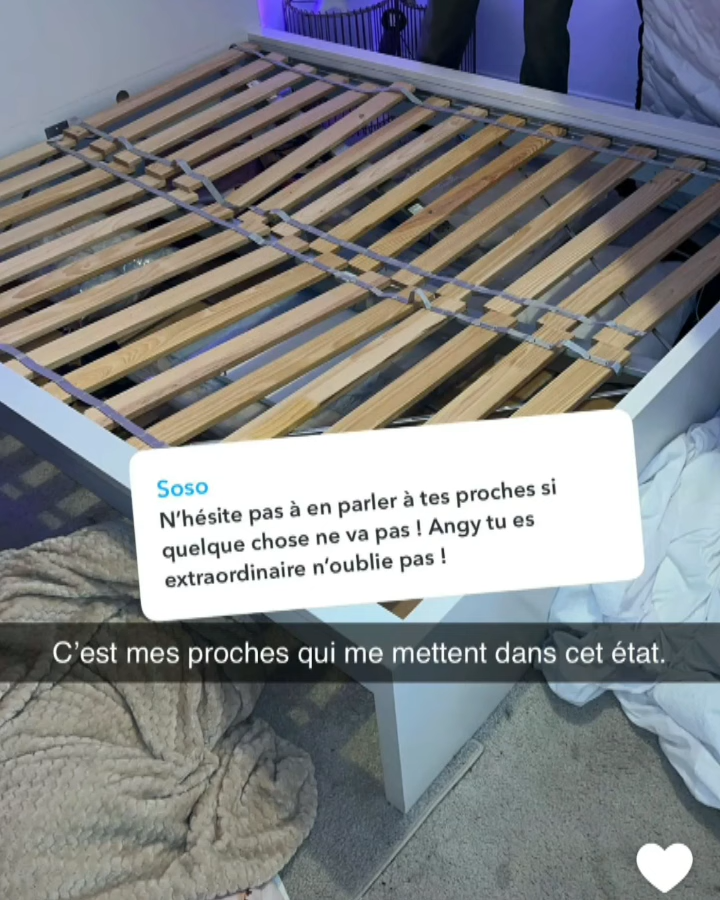 Soso
N’hésite pas à en parler à tes proches si
quelque chose ne va pas ! Angy tu es
extraordinaire n’oublie pas !
C’est mes proches qui me mettent dans cet état.